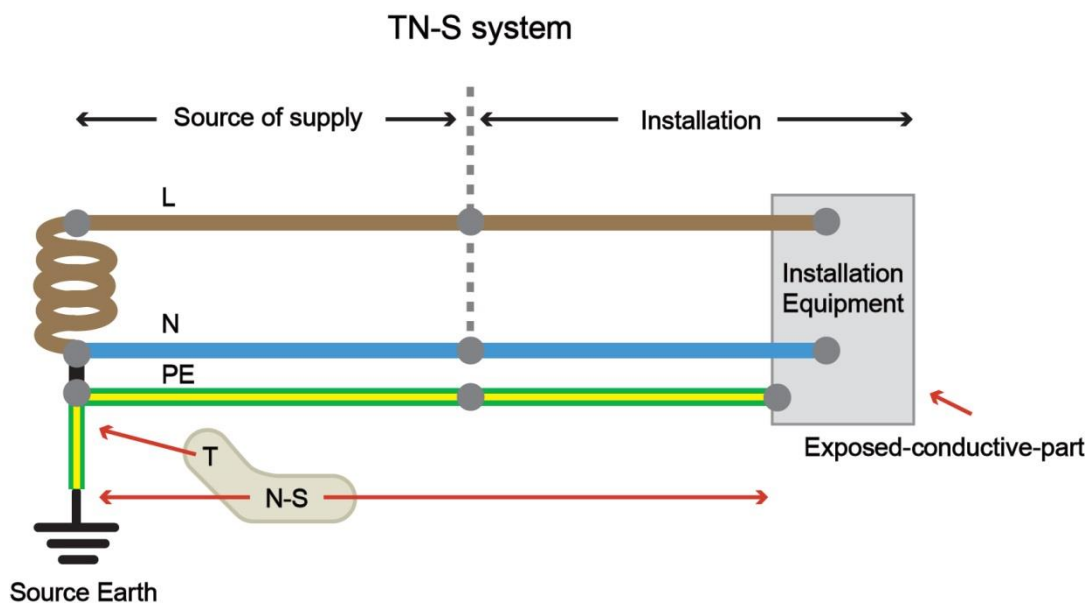 TN-S system
Source of supply
Installation
L
Installation
Equipment
N
PE
Exposed-conductive-part
T
N-S
Source Earth